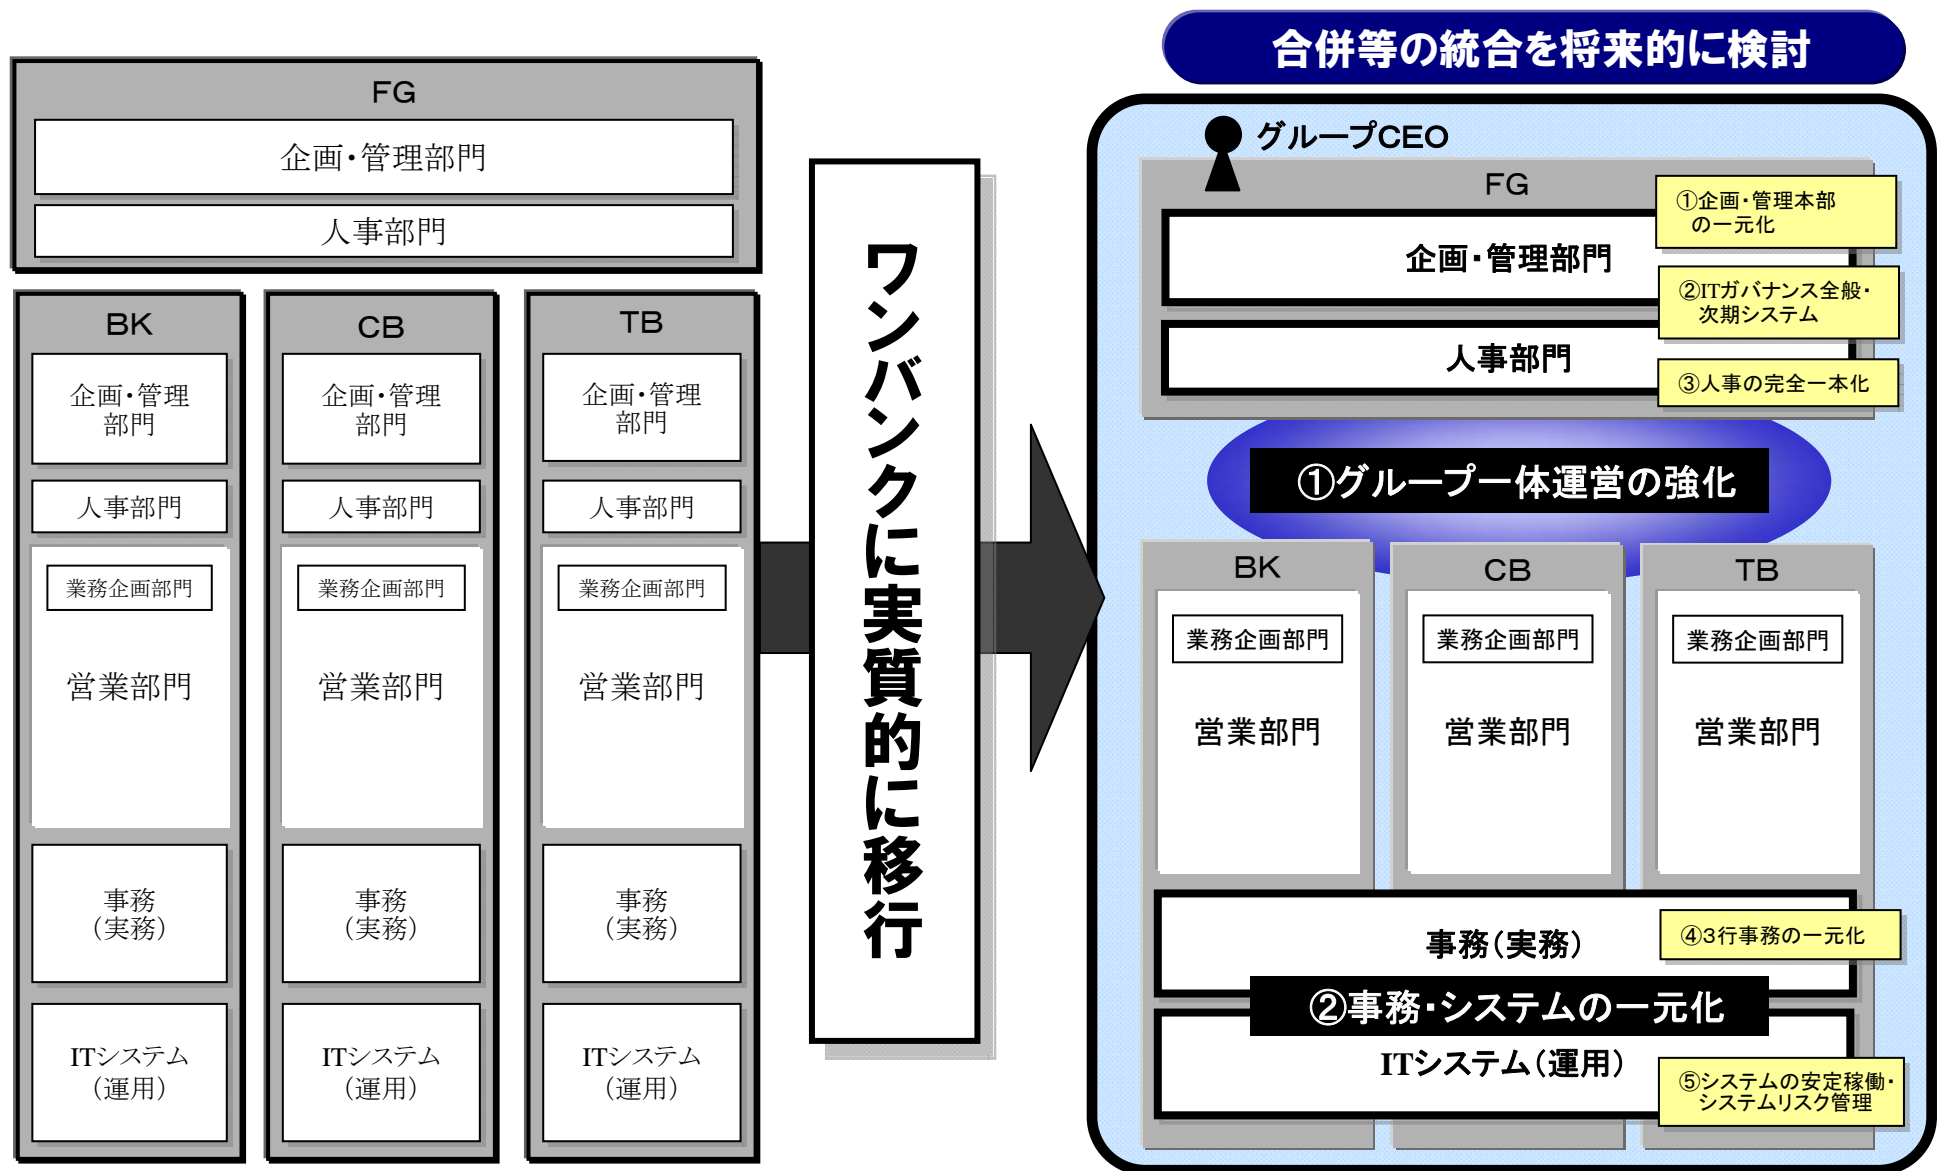 合併等の統合を将来的に検討
FG
企画・管理部門
人事部門
BK
企画・管理
部門
人事部門
業務企画部門
営業部門
事務
（実務）
ITシステム
（運用）
CB
企画・管理
部門
人事部門
業務企画部門
営業部門
事務
（実務）
ITシステム
（運用）
TB
企画・管理
部門
人事部門
業務企画部門
営業部門
事務
（実務）
ITシステム
（運用）
ワンバンクに実質的に移行
グループCEO
FG
企画・管理部門
①企画・管理本部
の一元化
②ITガバナンス全般・
次期システム
人事部門
③人事の完全一本化
①グループ一体運営の強化
BK
業務企画部門
営業部門
CB
業務企画部門
営業部門
TB
業務企画部門
営業部門
事務（実務）
④３行事務の一元化
②事務・システムの一元化
ITシステム（運用）
⑤システムの安定稼働・
システムリスク管理